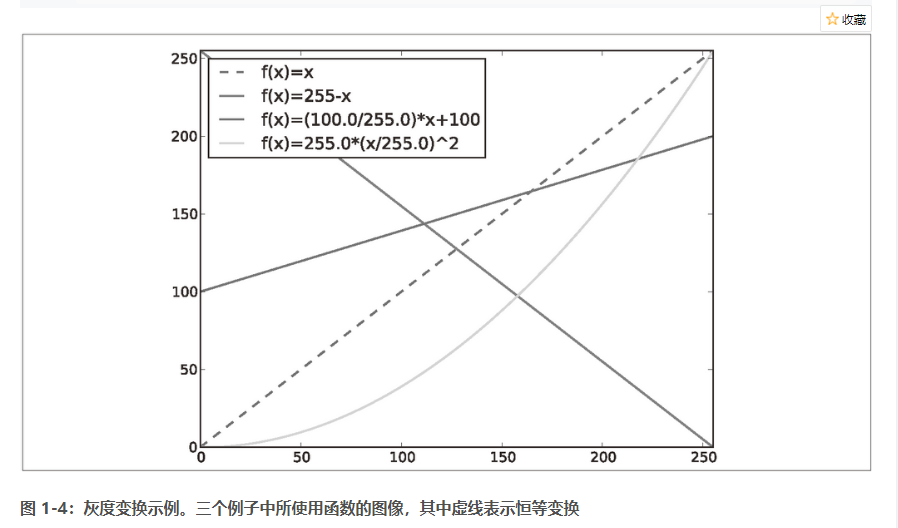 收藏
250
200
150
100
50
0
f(x)=x
f(x)=255-x
f(x)=(100.0/255.0)*x+100
f(x)=255.0*(x/255.0)^2
0 50 100 150 200 250
图 1-4：灰度变换示例。三个例子中所使用函数的图像，其中虚线表示恒等变换